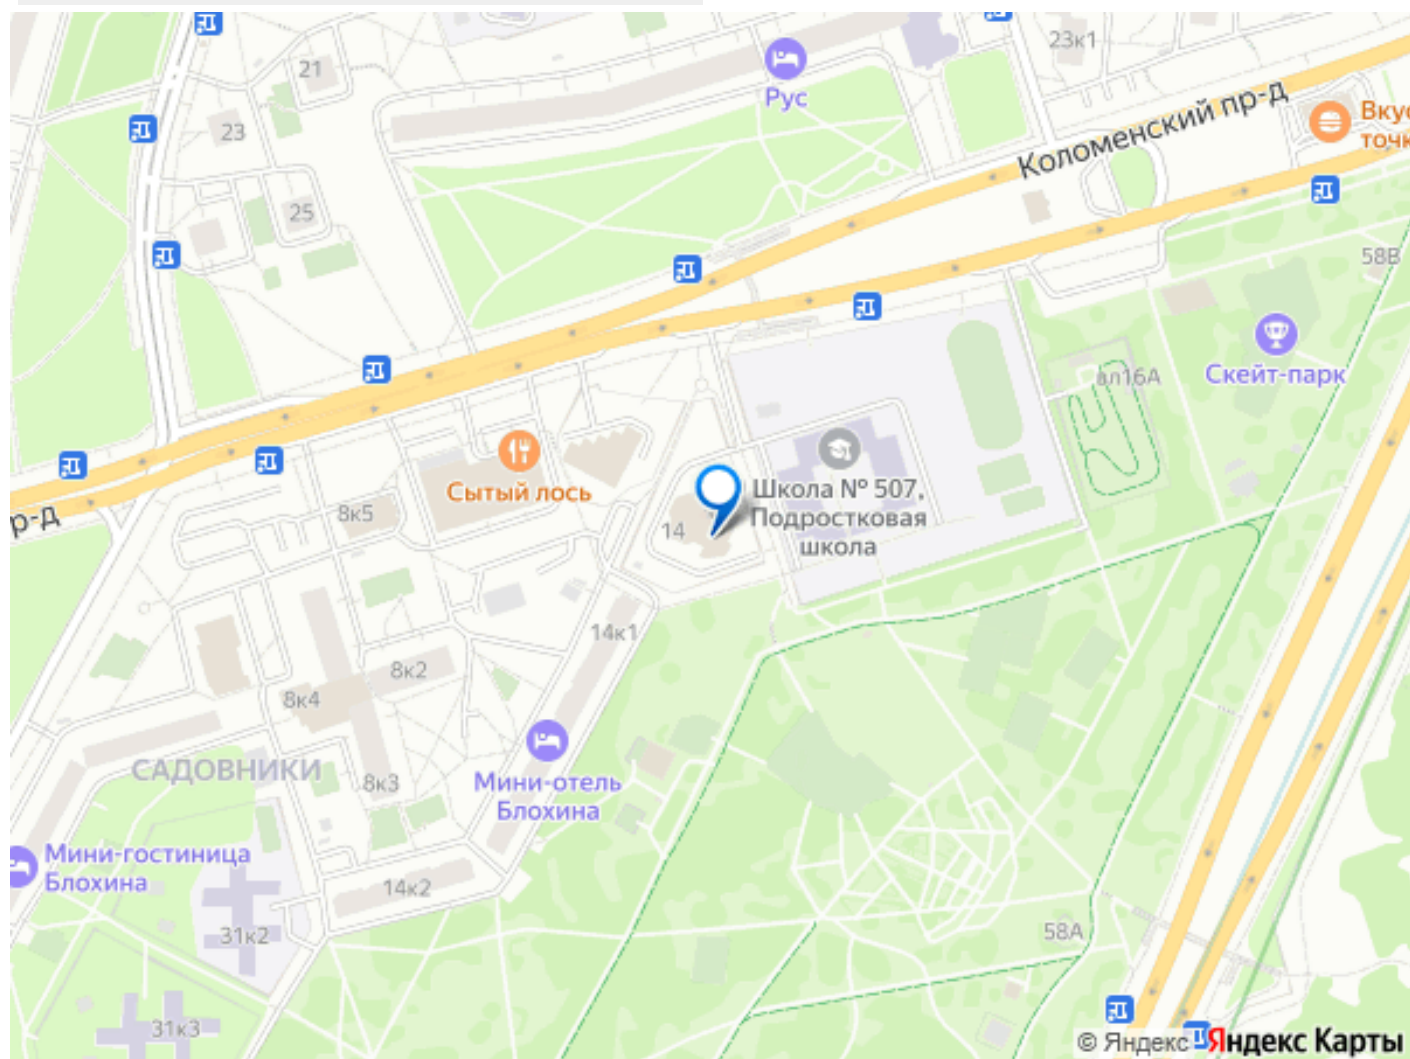 23к1
21
Рус
Коломенский пр-д
23
25
58В
ал16А
Скейт-парк
Сытый лось
8к5
р-д
14
Школа № 507,
Подростковая
школа
14к1
8к2
8к4
САДОВНИКИ
8к3
Мини-отель
Блохина
Мини-гостиница
Блохина
14к2
31к2
58А
31к3
© Яндекс
Яндекс Карты